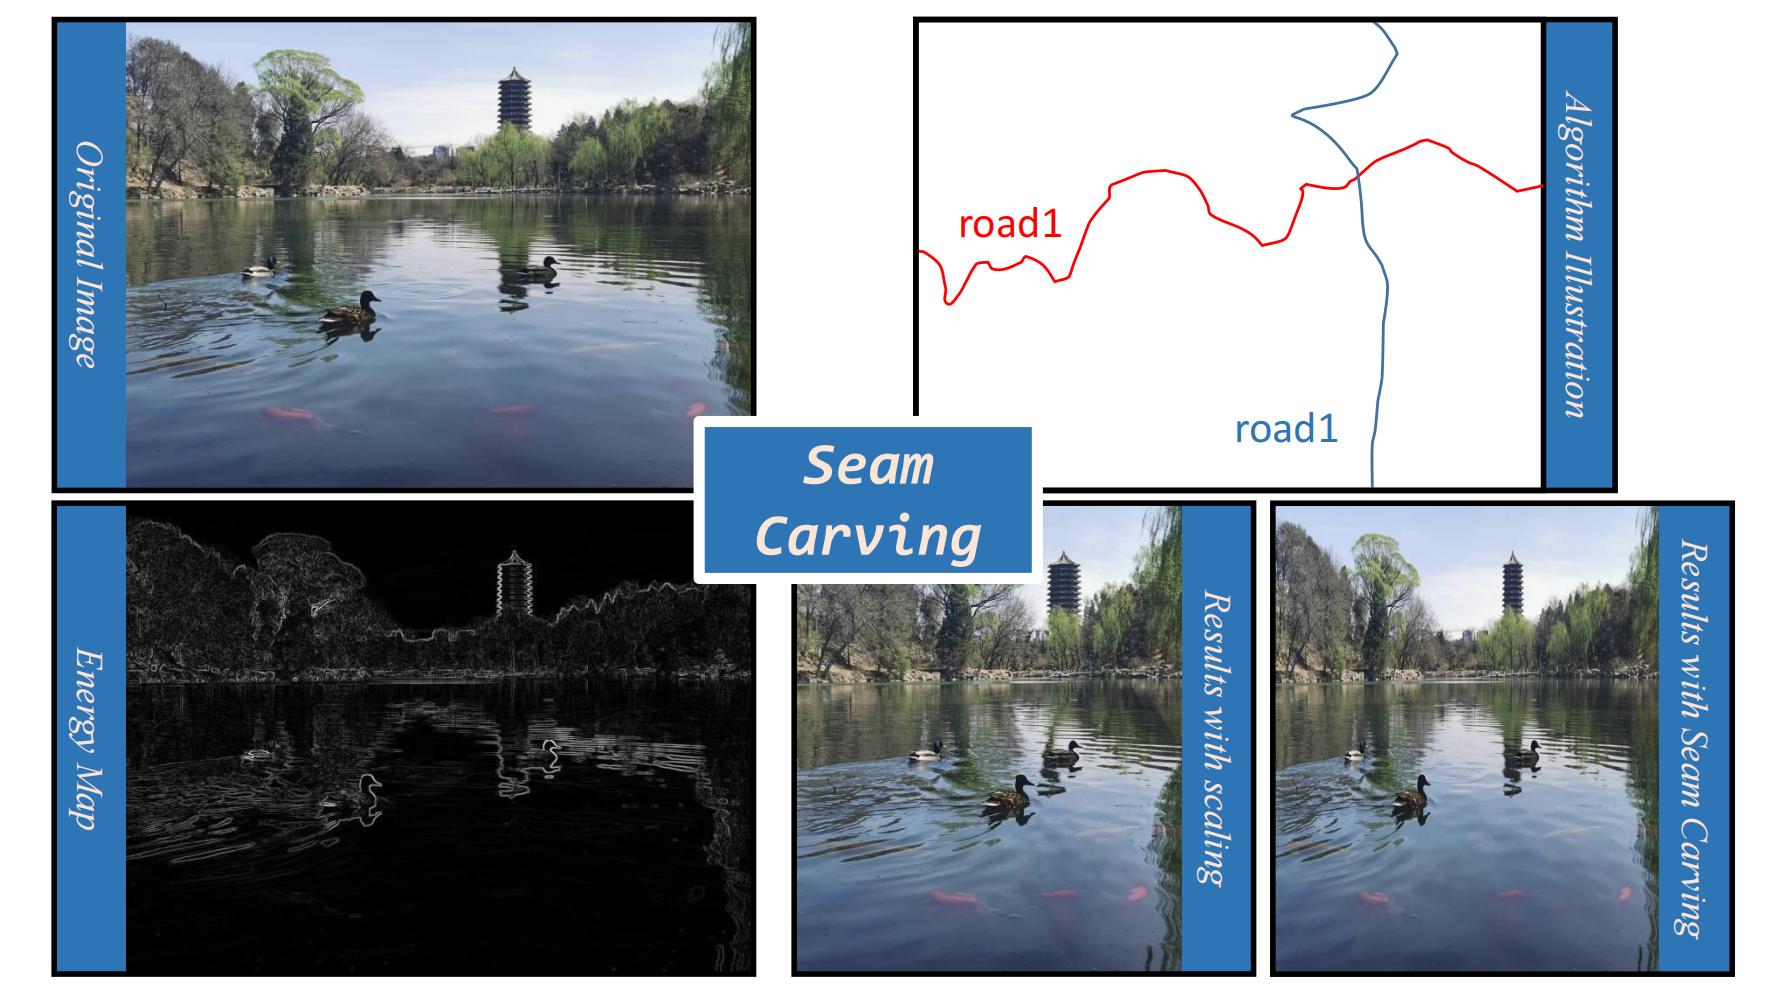 Original Image
road1
road1
Algorithm Illustration
Seam
Carving
Energy Map
Results with scaling
Results with Seam Carving